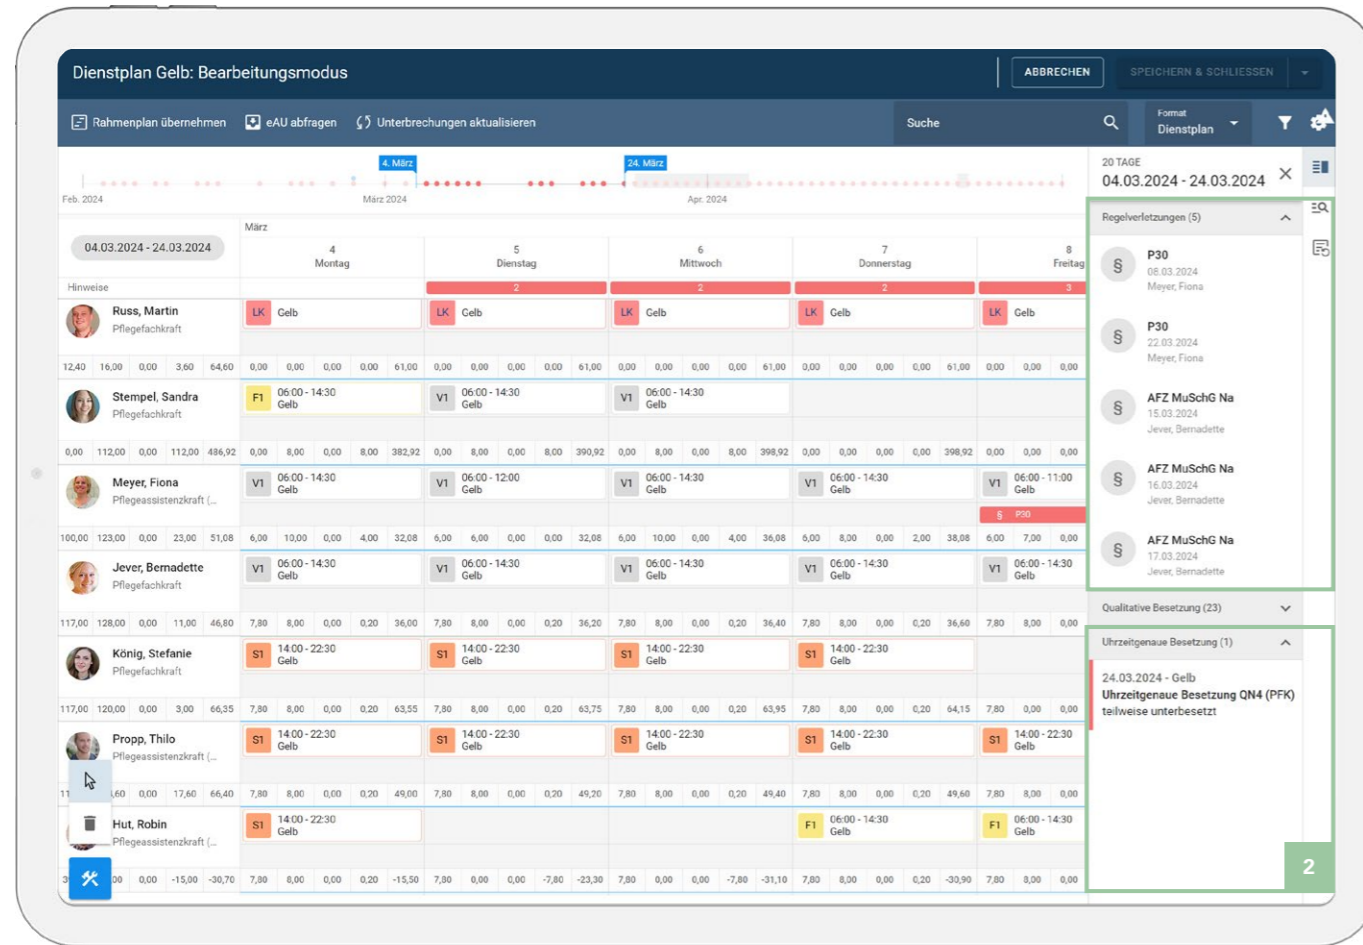 Dienstplan Gelb: Bearbeitungsmodus
ABBRECHEN
SPEICHERN & SCHLIESSEN
Rahmenplan übernehmen eAU abfragen Unterbrechungen aktualisieren
Suche
Format
Dienstplan
4. März 24. März
Feb. 2024 März 2024 Apr. 2024
20 TAGE
04.03.2024 - 24.03.2024
04.03.2024 - 24.03.2024
März
4 5 6 7 8
Montag Dienstag Mittwoch Donnerstag Freitag
Hinweise 2 2 2 3
Russ, Martin
Pflegefachkraft
LK Gelb LK Gelb LK Gelb LK Gelb LK Gelb
12,40 16,00 0,00 3,60 64,60 0,00 0,00 0,00 0,00 61,00 0,00 0,00 0,00 0,00 61,00 0,00 0,00 0,00 0,00 61,00 0,00 0,00 0,00 0,00 61,00 0,00 0,00 0,00
Stempel, Sandra
Pflegefachkraft
F1 06:00 - 14:30 V1 06:00 - 14:30 V1 06:00 - 14:30
Gelb Gelb Gelb
0,00 112,00 0,00 112,00 486,92 0,00 8,00 0,00 8,00 382,92 0,00 8,00 0,00 8,00 390,92 0,00 8,00 0,00 8,00 398,92 0,00 0,00 0,00 0,00 398,92 0,00 0,00 0,00
Meyer, Fiona
Pflegeassistenzkraft (...
V1 06:00 - 14:30 V1 06:00 - 12:00 V1 06:00 - 14:30 V1 06:00 - 14:30 V1 06:00 - 11:00
Gelb Gelb Gelb Gelb Gelb
§ P30
100,00 123,00 0,00 23,00 51,08 6,00 10,00 0,00 4,00 32,08 6,00 6,00 0,00 0,00 32,08 6,00 10,00 0,00 4,00 36,08 6,00 8,00 0,00 2,00 38,08 6,00 7,00 0,00
Jever, Bernadette
Pflegefachkraft
V1 06:00 - 14:30 V1 06:00 - 14:30 V1 06:00 - 14:30 V1 06:00 - 14:30 V1 06:00 - 14:30
Gelb Gelb Gelb Gelb Gelb
117,00 128,00 0,00 11,00 46,80 7,80 8,00 0,00 0,20 36,00 7,80 8,00 0,00 0,20 36,20 7,80 8,00 0,00 0,20 36,40 7,80 8,00 0,00 0,20 36,60 7,80 8,00 0,00
König, Stefanie
Pflegefachkraft
S1 14:00 - 22:30 S1 14:00 - 22:30 S1 14:00 - 22:30 S1 14:00 - 22:30
Gelb Gelb Gelb Gelb
117,00 120,00 0,00 3,00 66,35 7,80 8,00 0,00 0,20 63,55 7,80 8,00 0,00 0,20 63,75 7,80 8,00 0,00 0,20 63,95 7,80 8,00 0,00 0,20 64,15 7,80 0,00 0,00
Propp, Thilo
Pflegeassistenzkraft (...
S1 14:00 - 22:30 S1 14:00 - 22:30 S1 14:00 - 22:30 S1 14:00 - 22:30 S1 14:00 - 22:30
Gelb Gelb Gelb Gelb Gelb
0,00 17,60 66,40 7,80 8,00 0,00 0,20 49,00 7,80 8,00 0,00 0,20 49,20 7,80 8,00 0,00 0,20 49,40 7,80 8,00 0,00 0,20 49,60 7,80 8,00 0,00
Hut, Robin
Pflegeassistenzkraft (...
S1 14:00 - 22:30 F1 06:00 - 14:30 F1 06:00 - 14:30
Gelb Gelb Gelb
0,00 -15,00 -30,70 7,80 8,00 0,00 0,20 -15,50 7,80 0,00 0,00 -7,80 -23,30 7,80 0,00 0,00 -7,80 -31,10 7,80 8,00 0,00 0,20 -30,90 7,80 8,00 0,00
Regelverletzungen (5)
§ P30
08.03.2024
Meyer, Fiona
§ P30
22.03.2024
Meyer, Fiona
§ AFZ MuSchG Na
15.03.2024
Jever, Bernadette
§ AFZ MuSchG Na
16.03.2024
Jever, Bernadette
§ AFZ MuSchG Na
17.03.2024
Jever, Bernadette
Qualitative Besetzung (23)
Uhrzeitgenaue Besetzung (1)
24.03.2024 - Gelb
Uhrzeitgenaue Besetzung QN4 (PFK)
teilweise unterbesetzt
2